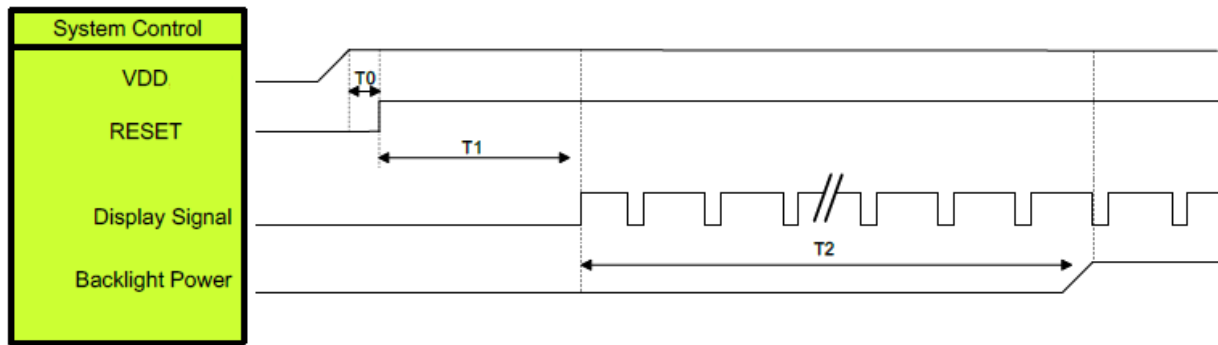 System Control
VDD
T0
RESET
T1
Display Signal
T2
Backlight Power